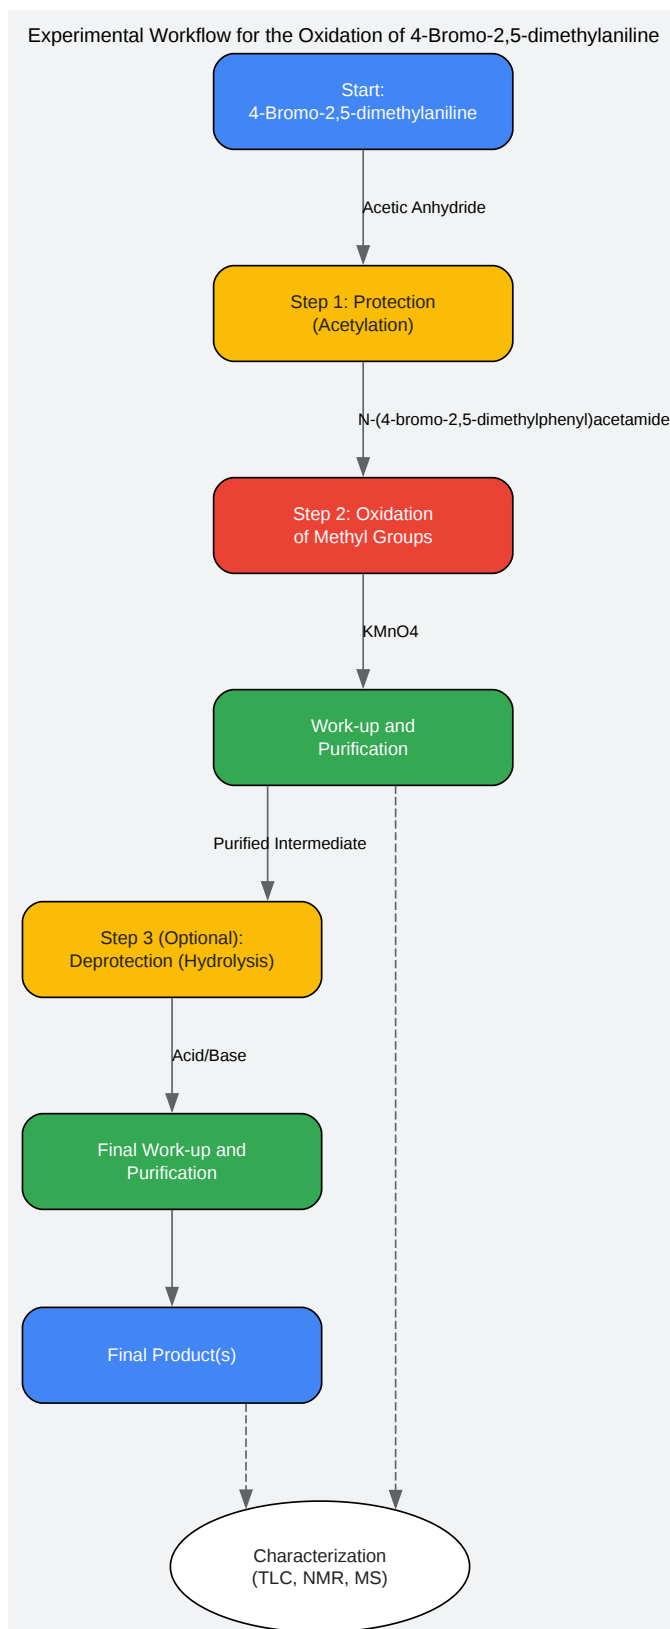 Experimental Workflow for the Oxidation of 4-Bromo-2,5-dimethylaniline
Start:
4-Bromo-2,5-dimethylaniline
Acetic Anhydride
Step 1: Protection
(Acetylation)
N-(4-bromo-2,5-dimethylphenyl)acetamide
Step 2: Oxidation
of Methyl Groups
KMnO4
Work-up and
Purification
Purified Intermediate
Step 3 (Optional):
Deprotection (Hydrolysis)
Acid/Base
Final Work-up and
Purification
Final Product(s)
Characterization
(TLC, NMR, MS)